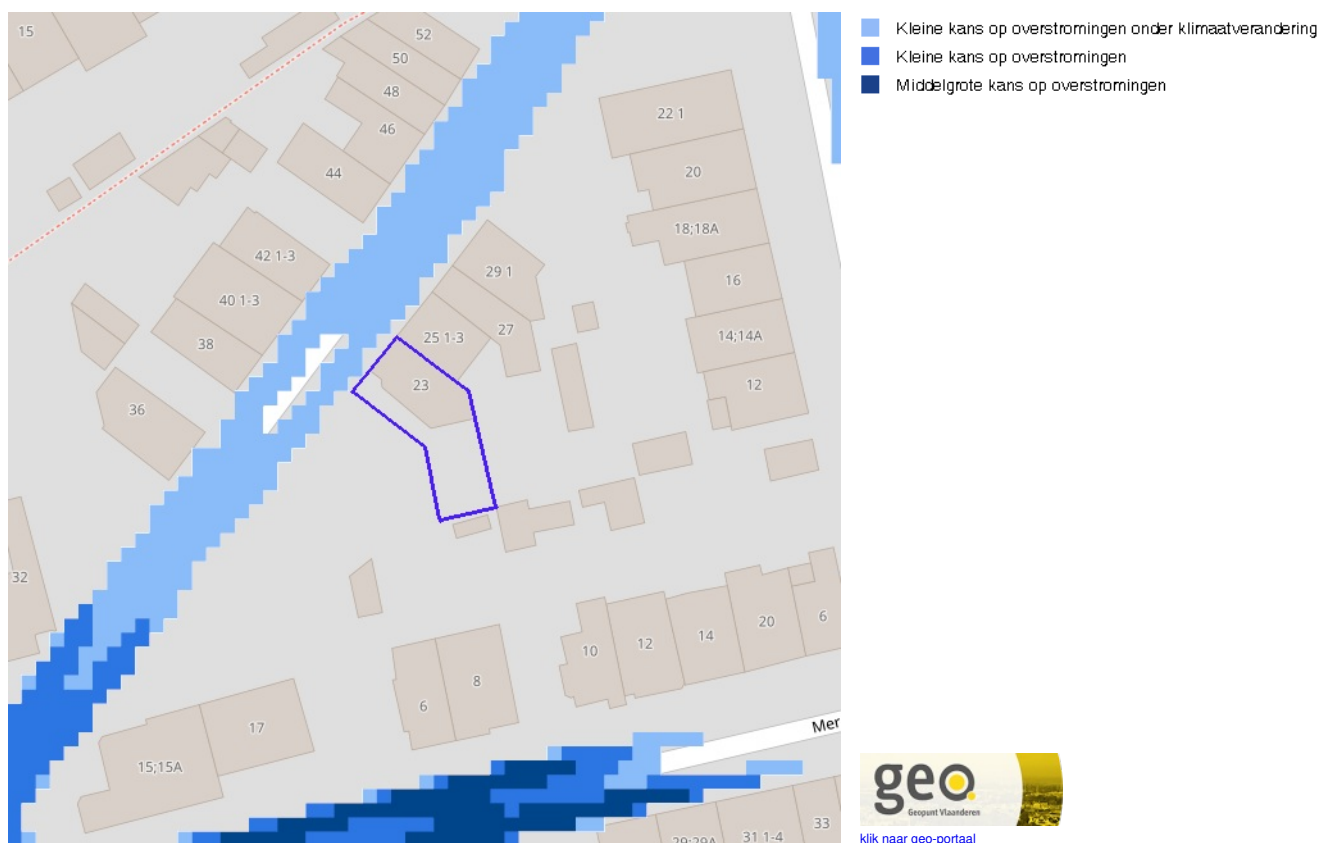 15
52
50
48
46
44
42 1-3
40 1-3
38
36
32
29 1
27
25 1-3
23
22 1
20
18;18A
16
14;14A
12
10
12
14
20
6
8
6
17
15;15A
Mer
29;29A
31 1-4
33
Kleine kans op overstromingen onder klimaatverandering
Kleine kans op overstromingen
Middelgrote kans op overstromingen
geo
Geopunt Vlaanderen
klik naar geo-portaal